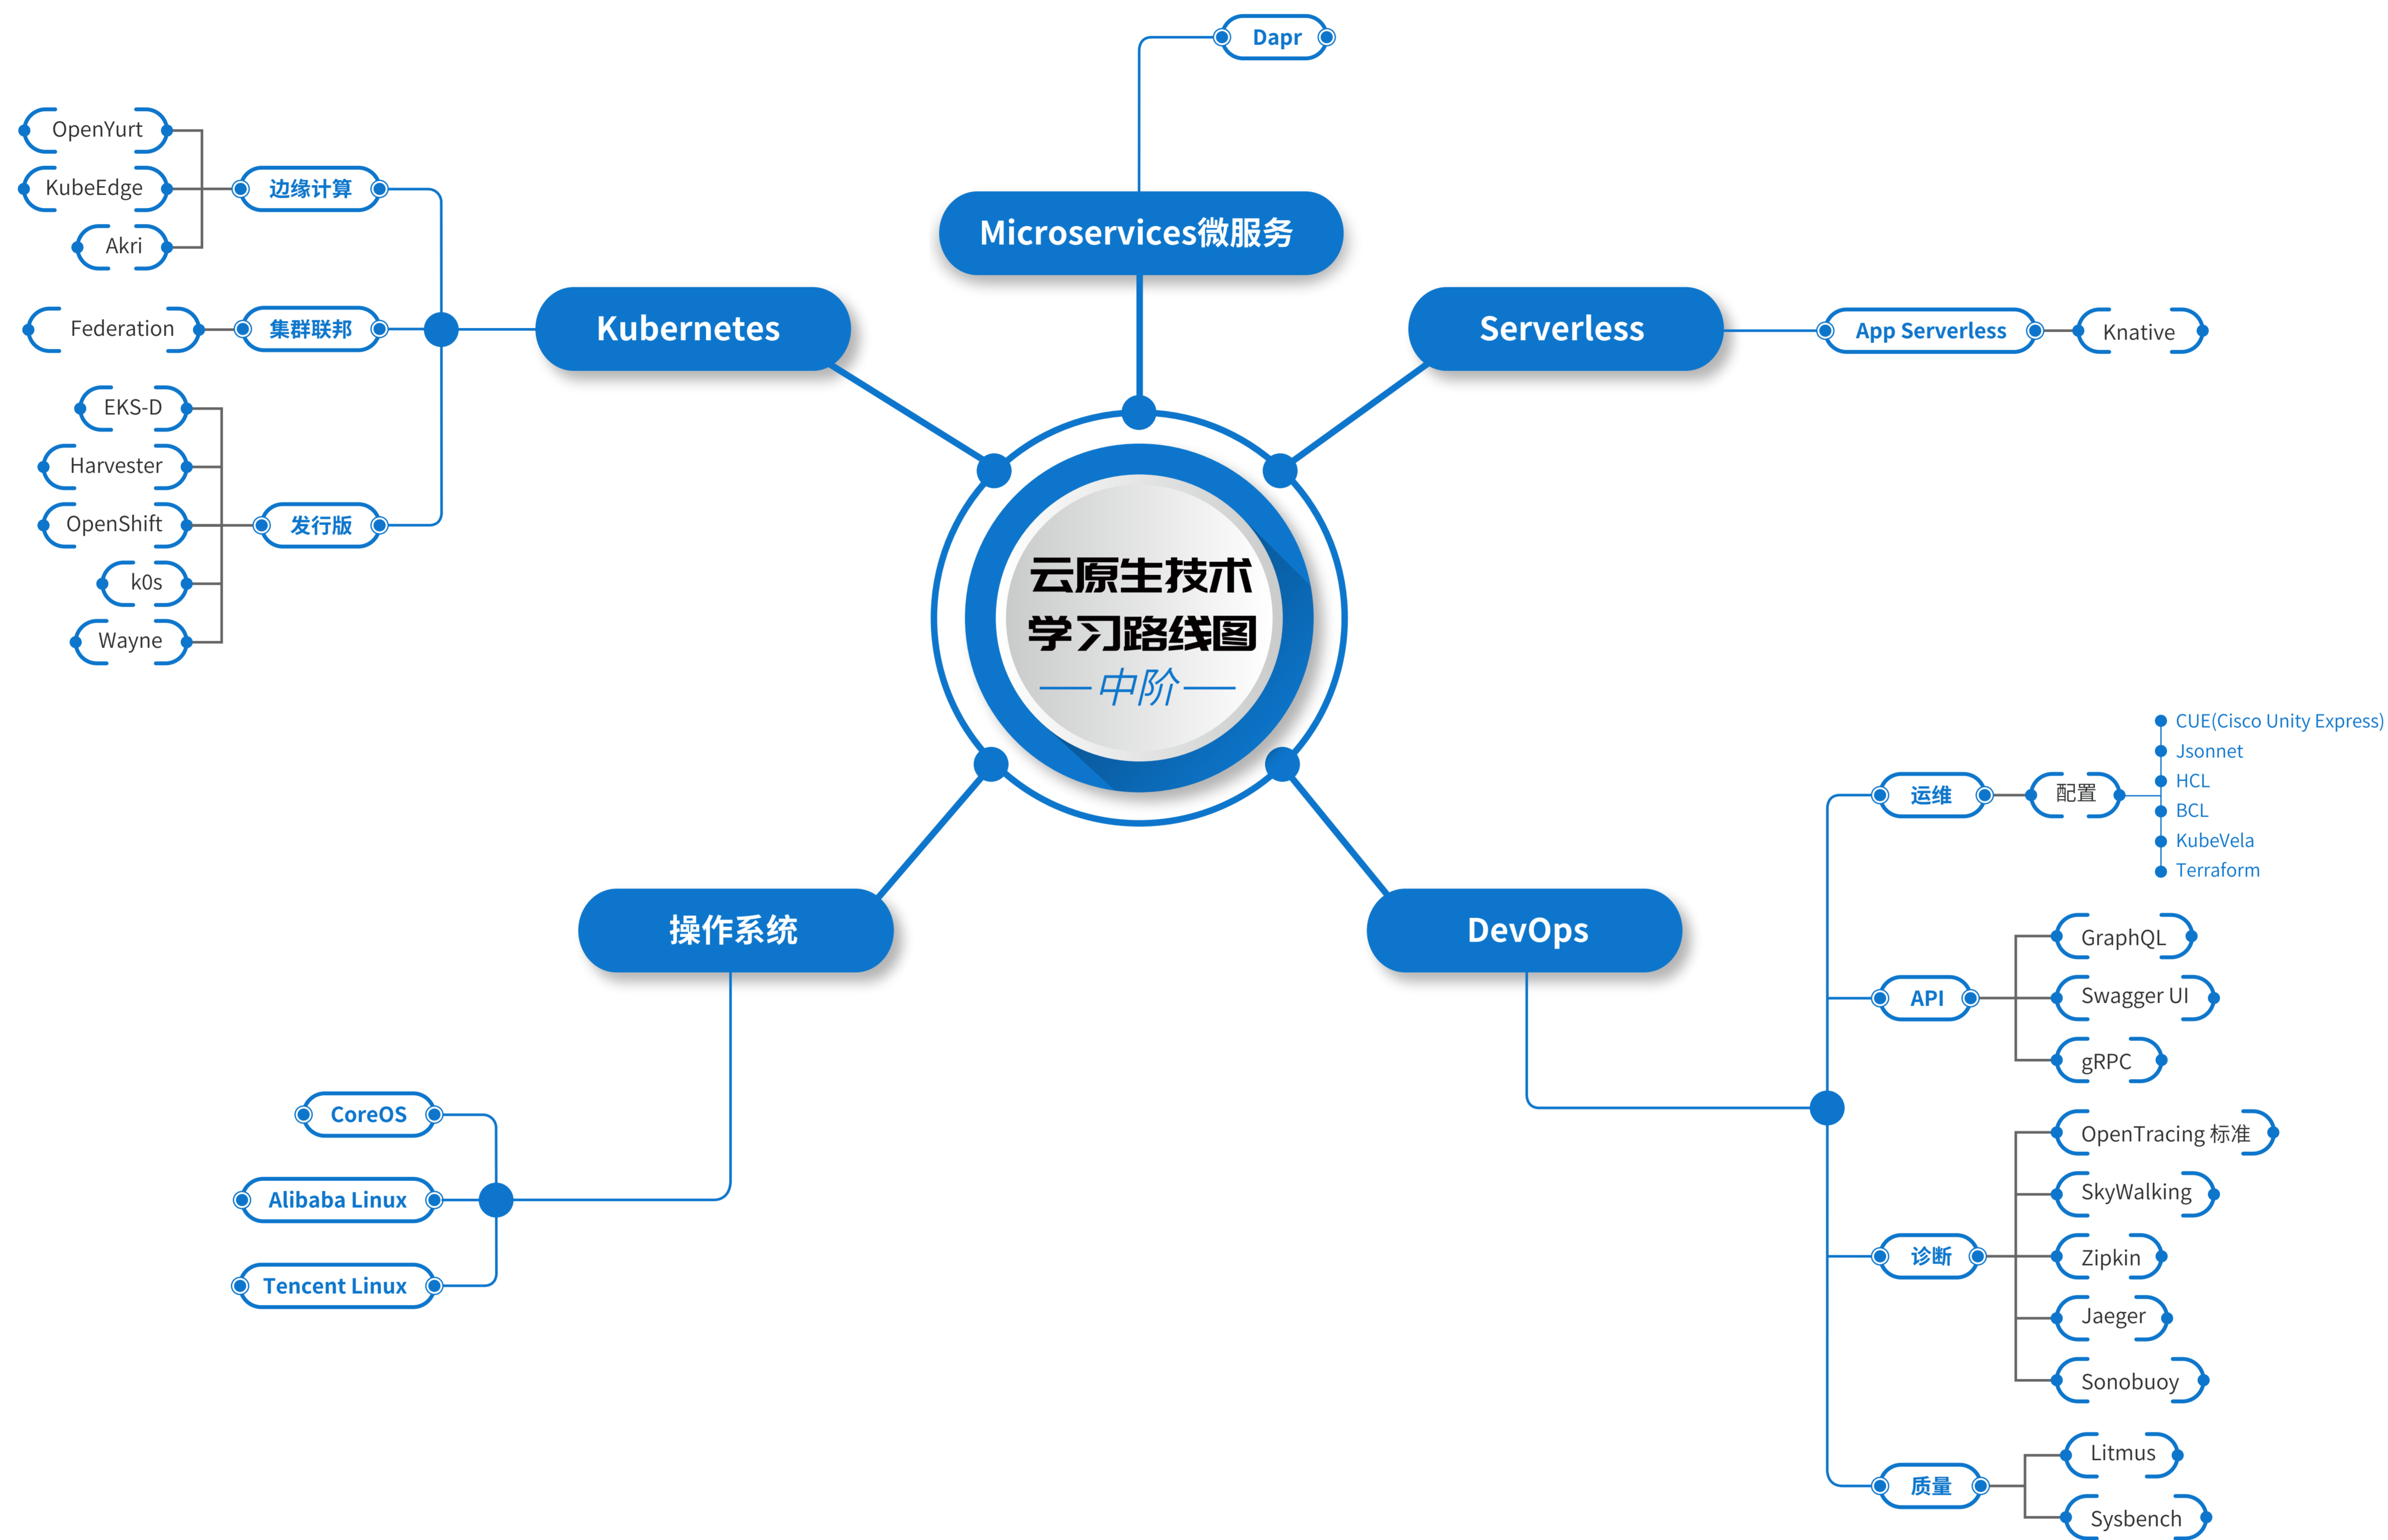 Dapr
Microservices微服务
OpenYurt
KubeEdge
Akri
边缘计算
Federation
集群联邦
EKS-D
Harvester
OpenShift
k0s
Wayne
发行版
Kubernetes
Serverless
App Serverless
Knative
云原生技术
学习路线图
中阶
操作系统
CoreOS
Alibaba Linux
Tencent Linux
DevOps
运维
配置
CUE(Cisco Unity Express)
Jsonnet
HCL
BCL
KubeVela
Terraform
API
GraphQL
Swagger UI
gRPC
诊断
OpenTracing 标准
SkyWalking
Zipkin
Jaeger
Sonobuoy
质量
Litmus
Sysbench